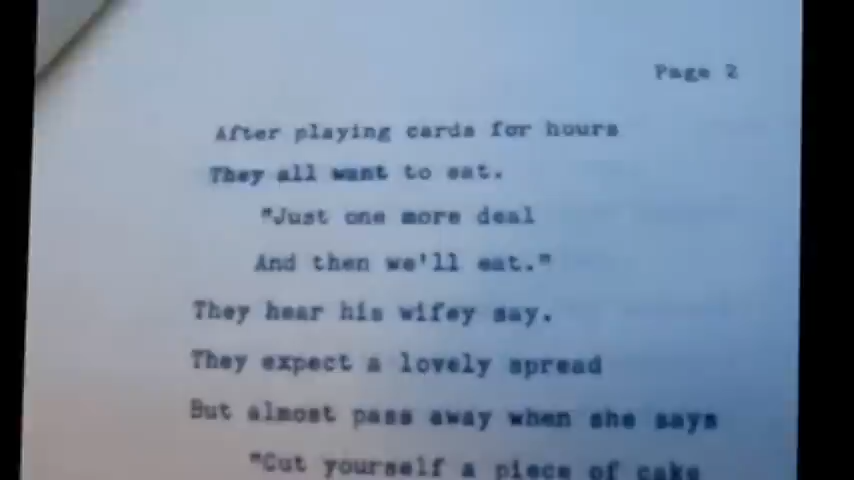 Page 2
After playing cards for hours
They all want to eat.
"Just one more deal
And then we'll eat."
They hear his wifey say.
They expect a lovely spread
But almost pass away when she says
"Cut yourself a piece of cake